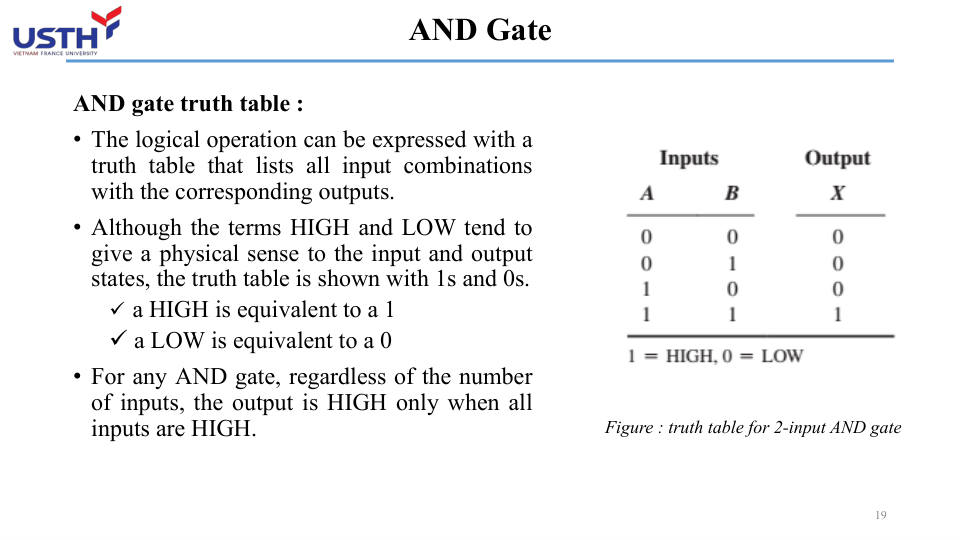 USTH
VIETNAM FRANCE UNIVERSITY
AND Gate
AND gate truth table :
• The logical operation can be expressed with a
truth table that lists all input combinations
with the corresponding outputs.
• Although the terms HIGH and LOW tend to
give a physical sense to the input and output
states, the truth table is shown with 1s and 0s.
✓ a HIGH is equivalent to a 1
✓ a LOW is equivalent to a 0
• For any AND gate, regardless of the number
of inputs, the output is HIGH only when all
inputs are HIGH.
Inputs Output
A B X
0 0 0
0 1 0
1 0 0
1 1 1
1 = HIGH, 0 = LOW
Figure : truth table for 2-input AND gate
19